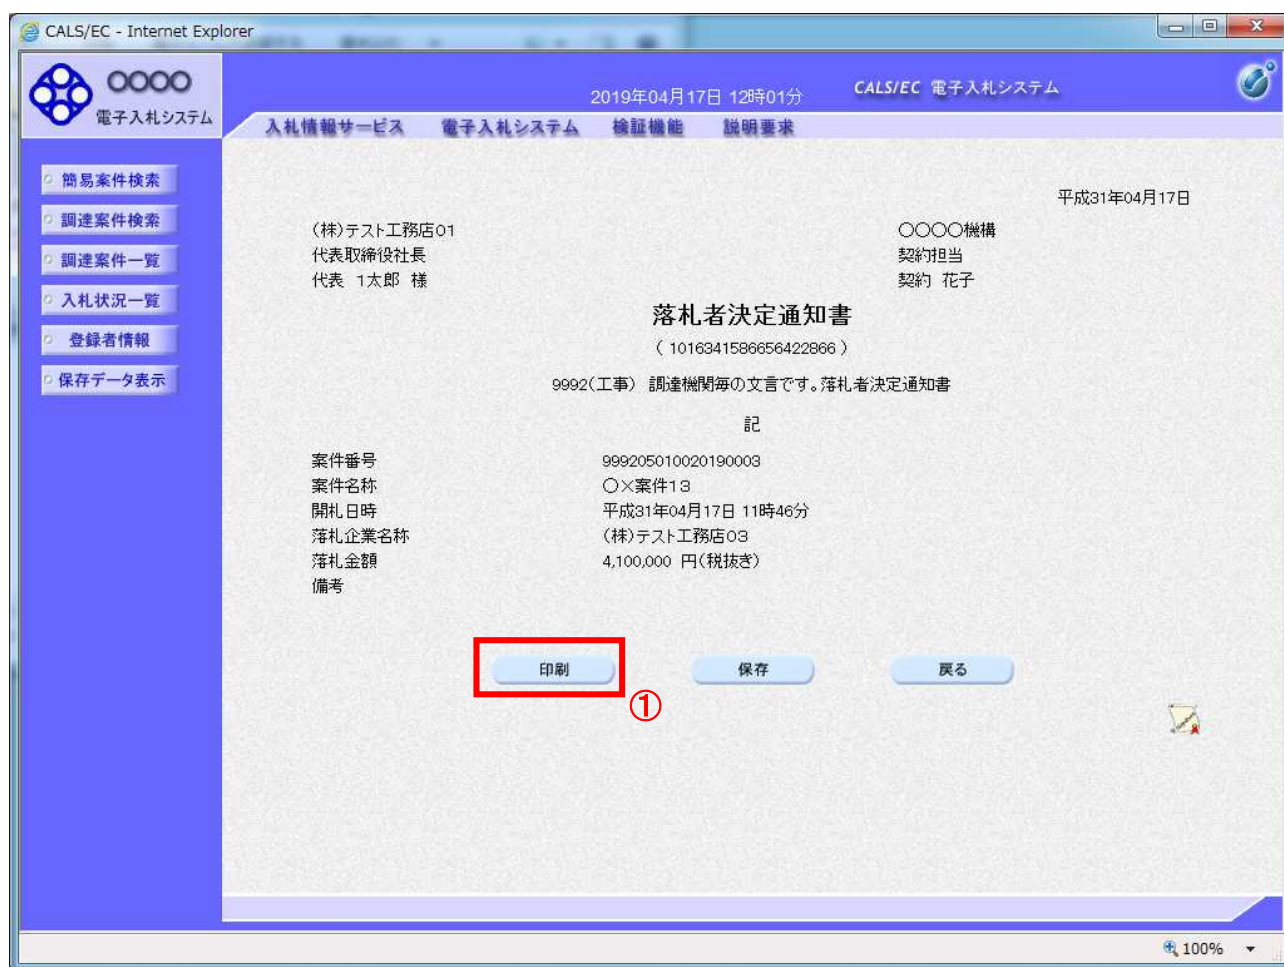 CALS/EC - Internet Explorer
○○○○
電子入札システム
2019年04月17日 12時01分
CALS/EC 電子入札システム
入札情報サービス 電子入札システム 検証機能 説明要求
簡易案件検索
調達案件検索
調達案件一覧
入札状況一覧
登録者情報
保存データ表示
平成31年04月17日
(株)テスト工務店01
代表取締役社長
代表 1太郎 様
○○○○機構
契約担当
契約 花子
落札者決定通知書
( 1016341586656422866 )
9992(工事) 調達機関毎の文言です。落札者決定通知書
記
案件番号 999205010020190003
案件名称 ○×案件13
開札日時 平成31年04月17日 11時46分
落札企業名称 (株)テスト工務店03
落札金額 4,100,000 円(税抜き)
備考
印刷 保存 戻る
①
100%